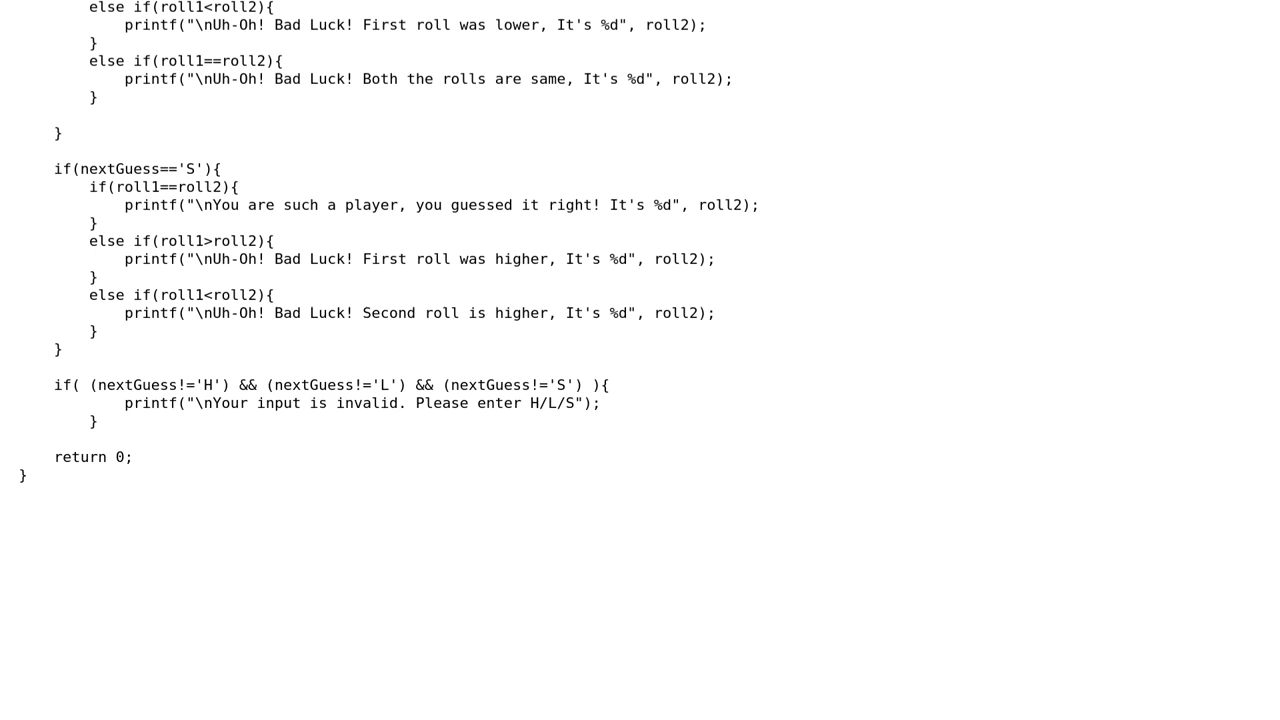 else if(roll1<roll2){
printf("\nUh-Oh! Bad Luck! First roll was lower, It's %d", roll2);
}
else if(roll1==roll2){
printf("\nUh-Oh! Bad Luck! Both the rolls are same, It's %d", roll2);
}
}
if(nextGuess=='S'){
if(roll1==roll2){
printf("\nYou are such a player, you guessed it right! It's %d", roll2);
}
else if(roll1>roll2){
printf("\nUh-Oh! Bad Luck! First roll was higher, It's %d", roll2);
}
else if(roll1<roll2){
printf("\nUh-Oh! Bad Luck! Second roll is higher, It's %d", roll2);
}
}
if( (nextGuess!='H') && (nextGuess!='L') && (nextGuess!='S') ){
printf("\nYour input is invalid. Please enter H/L/S");
}
return 0;
}